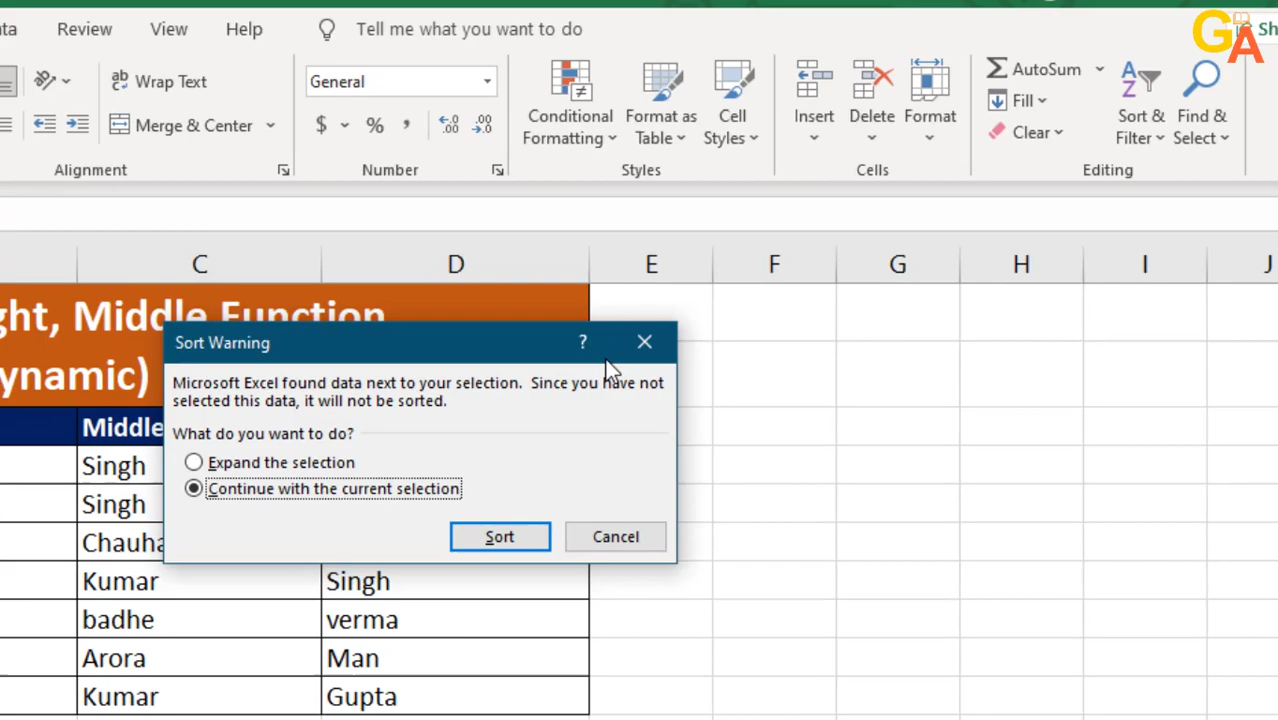 ta Review View Help Tell me what you want to do Sh
GA
ab Wrap Text General AutoSum
Conditional Formatting Format as Table Cell Styles Insert Delete Format Fill Sort & Filter Find & Select
Merge & Center $ % , Clear
Alignment Number Styles Cells Editing
C D E F G H I J
ght, Middle Function
ynamic)
Sort Warning ?
Microsoft Excel found data next to your selection. Since you have not
selected this data, it will not be sorted.
What do you want to do?
Expand the selection
Continue with the current selection
Sort Cancel
Middle
Singh
Singh
Chauha
Kumar Singh
badhe verma
Arora Man
Kumar Gupta